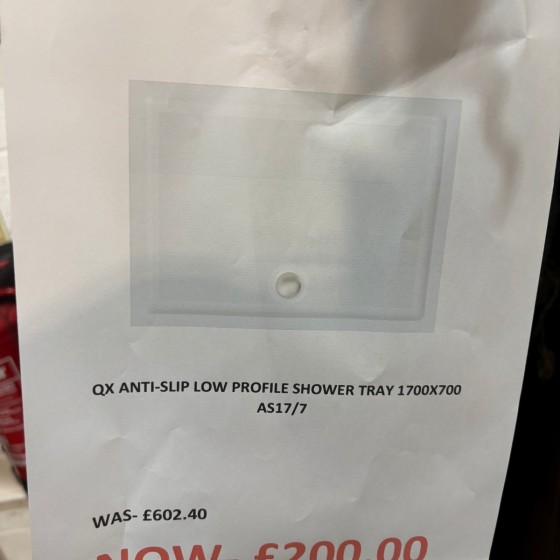 QX ANTI-SLIP LOW PROFILE SHOWER TRAY 1700X700
AS17/7
WAS- £602.40
NOW- £200.00